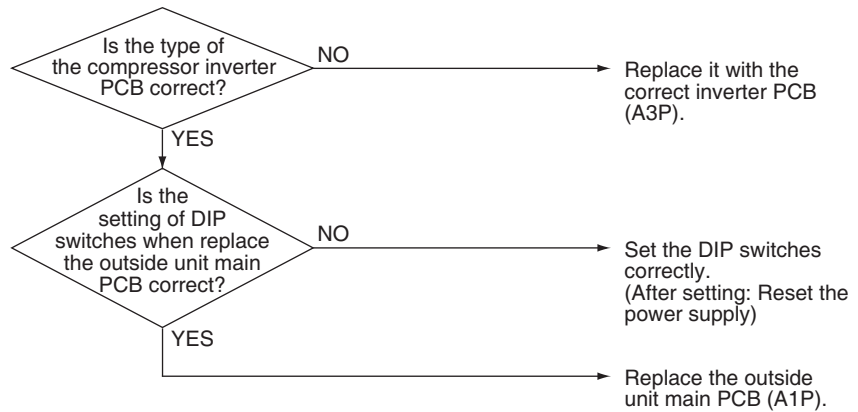 Is the type of
the compressor inverter
PCB correct?
NO
Replace it with the
correct inverter PCB
(A3P).
YES
Is the
setting of DIP
switches when replace
the outside unit main
PCB correct?
NO
Set the DIP switches
correctly.
(After setting: Reset the
power supply)
YES
Replace the outside
unit main PCB (A1P).